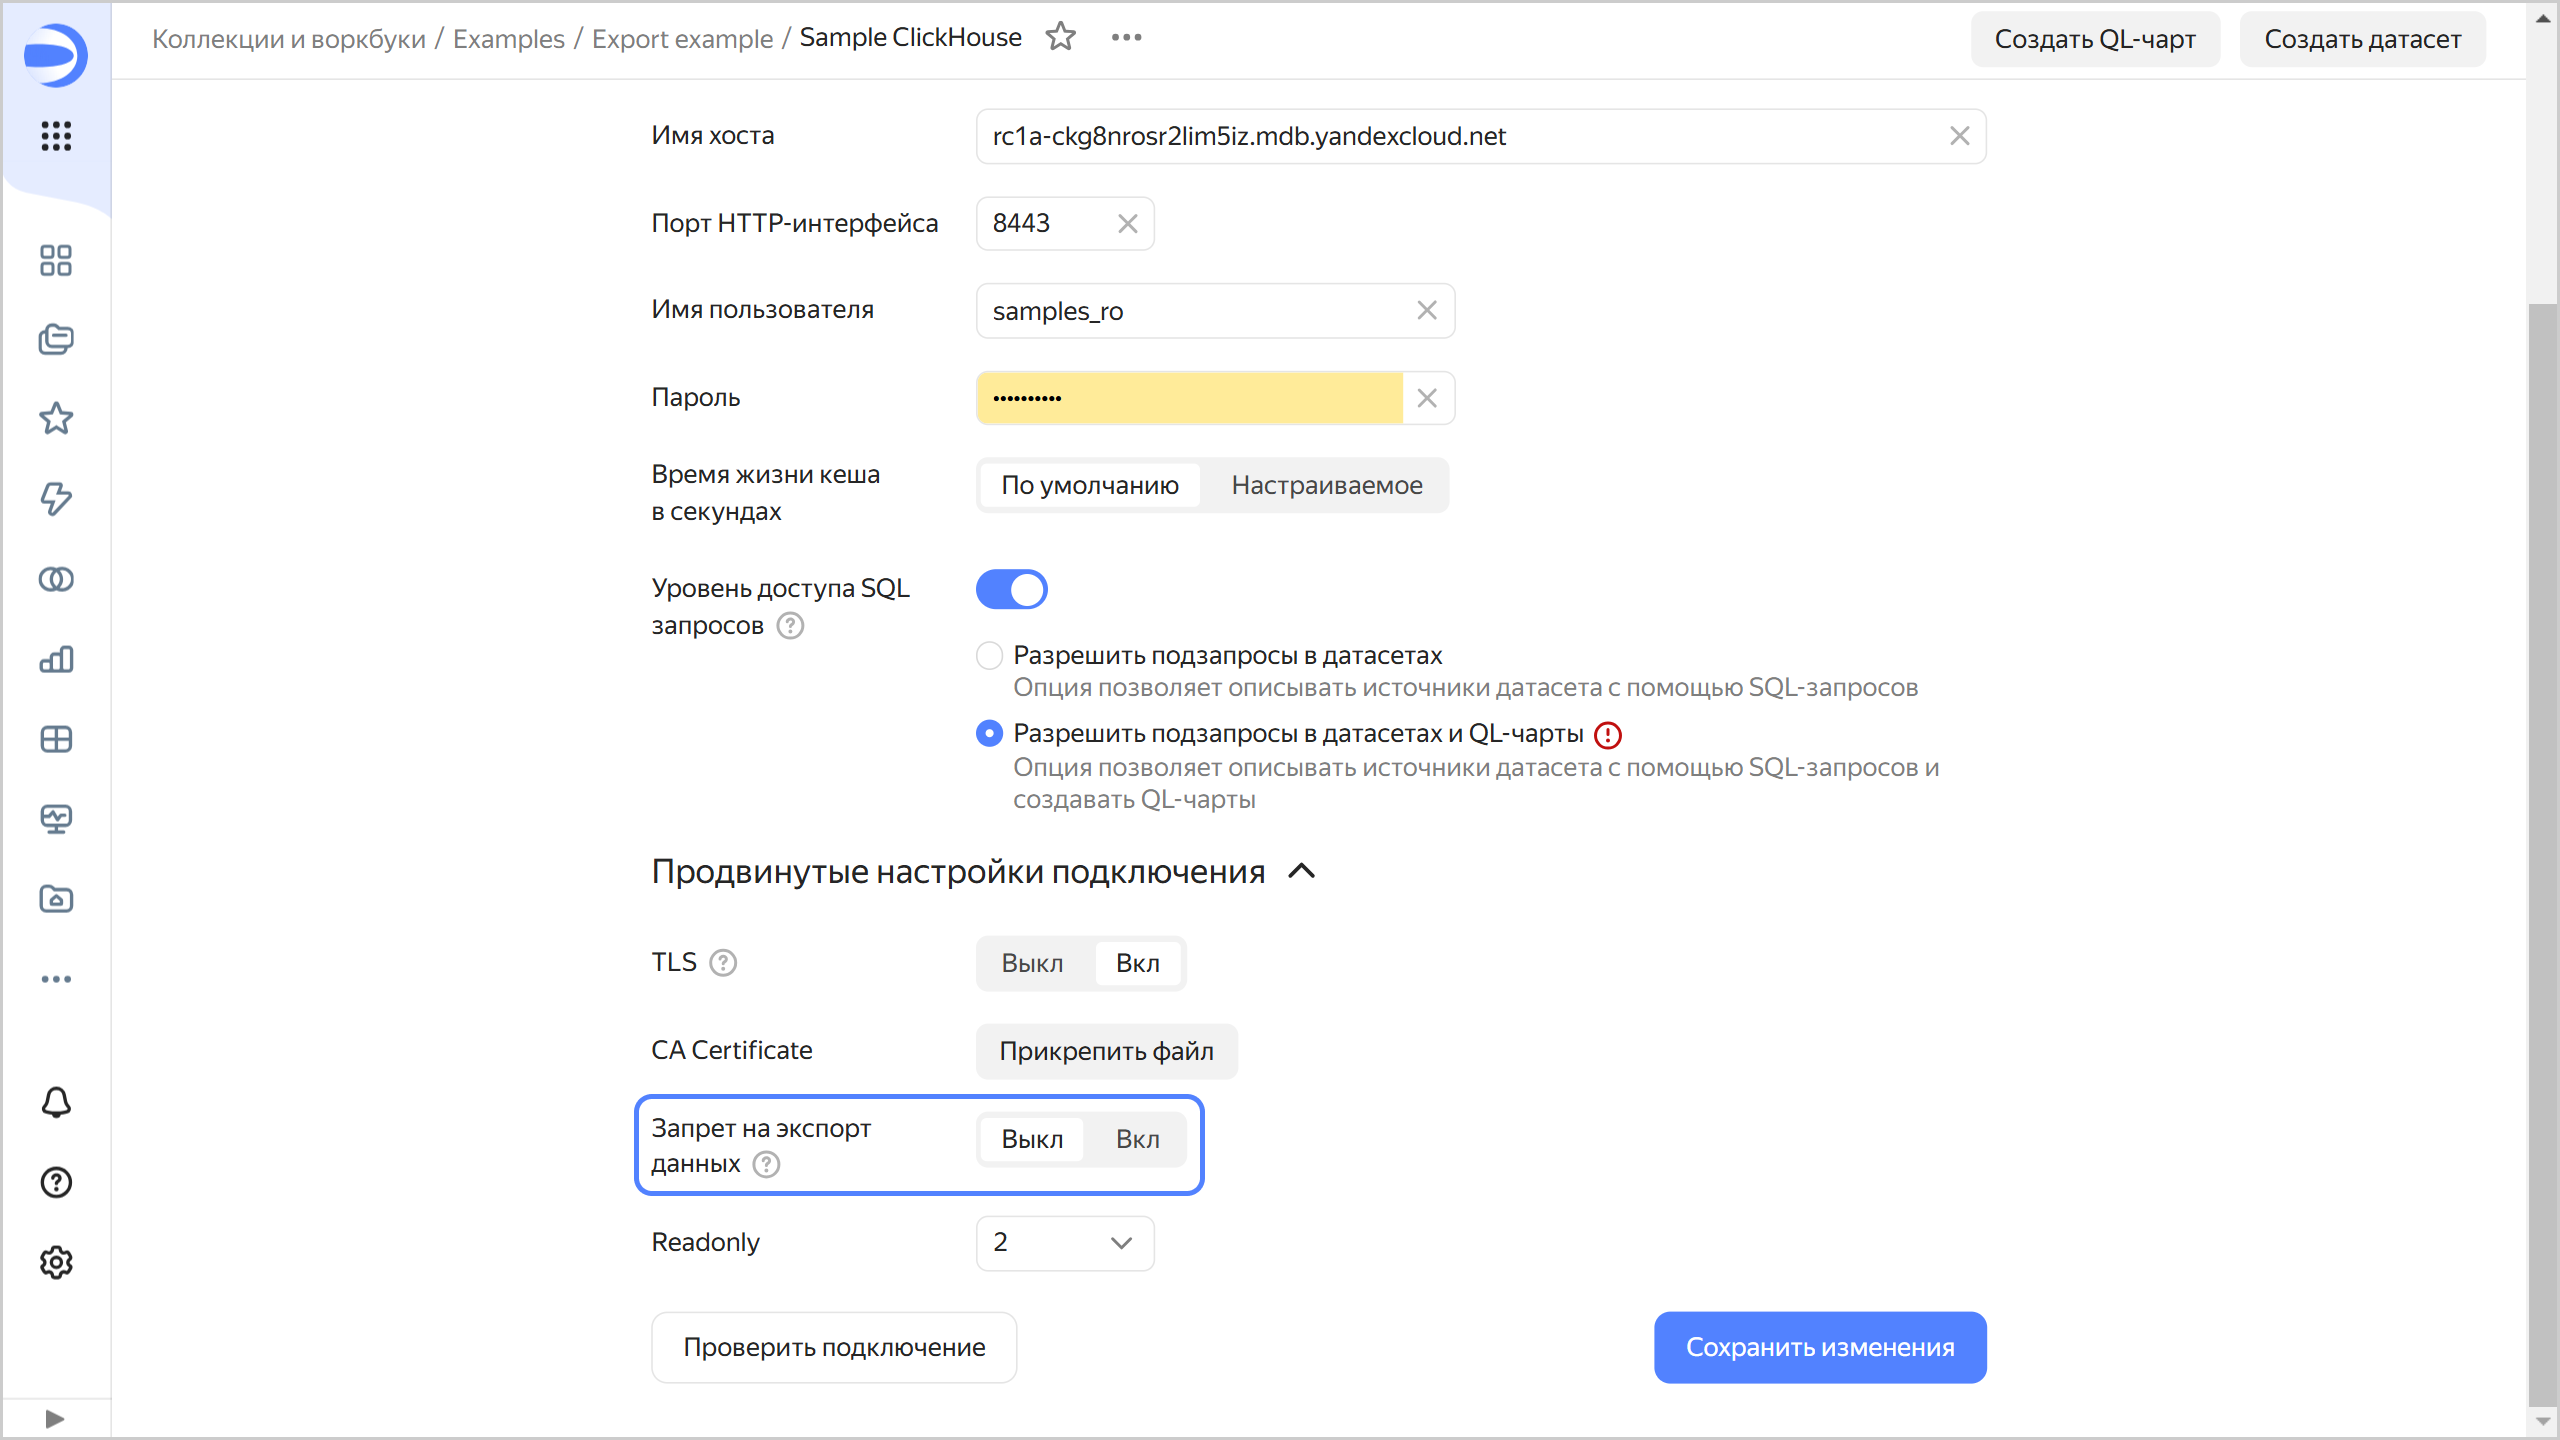 Коллекции и воркбуки / Examples / Export example / Sample ClickHouse
Создать QL-чарт
Создать датасет
Имя хоста
rc1a-ckg8nrosr2lim5iz.mdb.yandexcloud.net
Порт HTTP-интерфейса
8443
Имя пользователя
samples_ro
Пароль
••••••••••
Время жизни кеша
в секундах
По умолчанию
Настраиваемое
Уровень доступа SQL
запросов
Разрешить подзапросы в датасетах
Опция позволяет описывать источники датасета с помощью SQL-запросов
Разрешить подзапросы в датасетах и QL-чарты
Опция позволяет описывать источники датасета с помощью SQL-запросов и
создавать QL-чарты
Продвинутые настройки подключения
TLS
Выкл
Вкл
CA Certificate
Прикрепить файл
Запрет на экспорт
данных
Выкл
Вкл
Readonly
2
Проверить подключение
Сохранить изменения